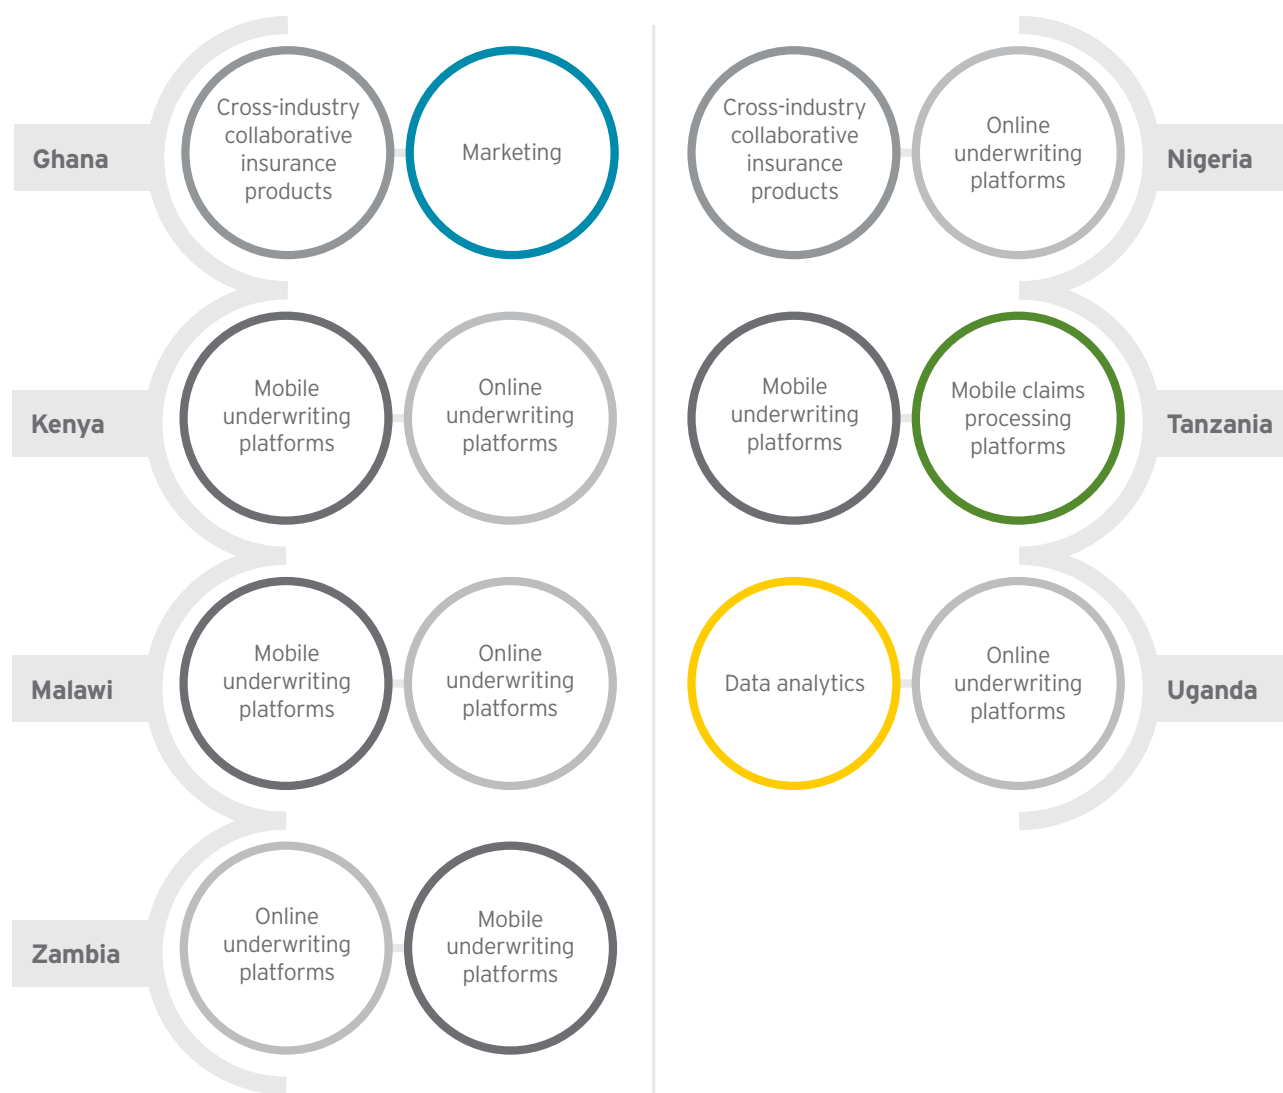 Ghana
Cross-industry
collaborative
insurance
products
Marketing
Kenya
Mobile
underwriting
platforms
Online
underwriting
platforms
Malawi
Mobile
underwriting
platforms
Online
underwriting
platforms
Zambia
Online
underwriting
platforms
Mobile
underwriting
platforms
Cross-industry
collaborative
insurance
products
Online
underwriting
platforms
Nigeria
Mobile
underwriting
platforms
Mobile claims
processing
platforms
Tanzania
Data analytics
Online
underwriting
platforms
Uganda